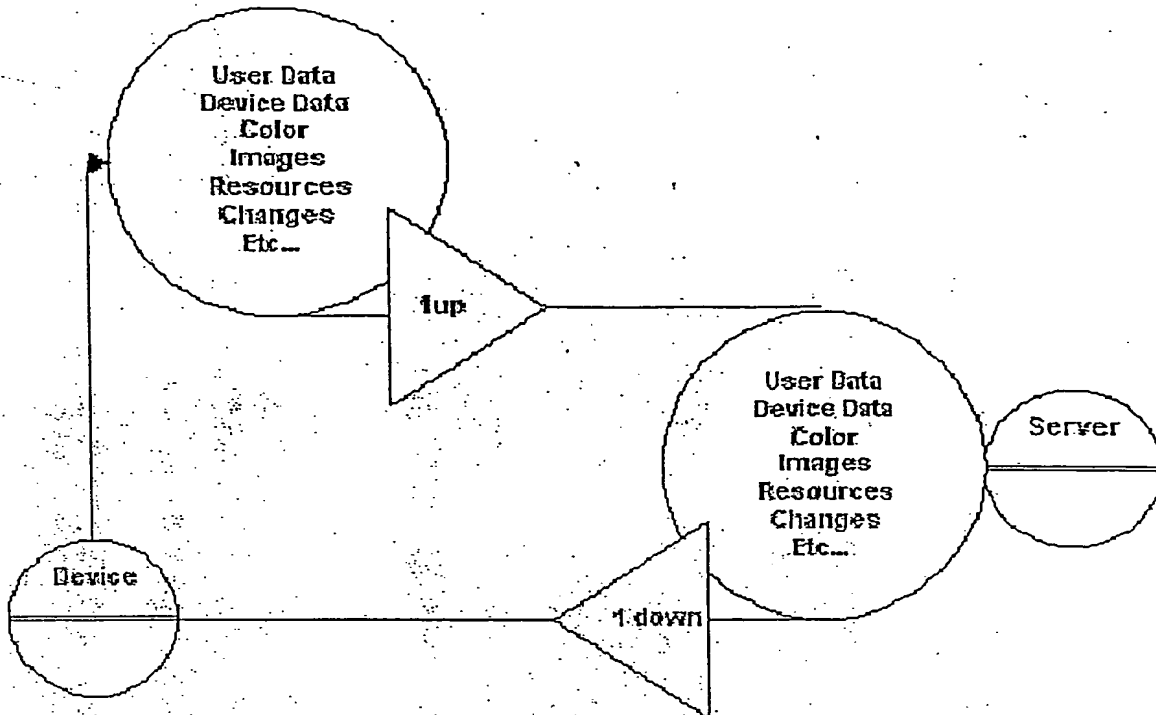 User Data
Device Data
Color
Images
Resources
Changes
Etc...
1up
User Data
Device Data
Color
Images
Resources
Changes
Etc...
Server
Device
1 down